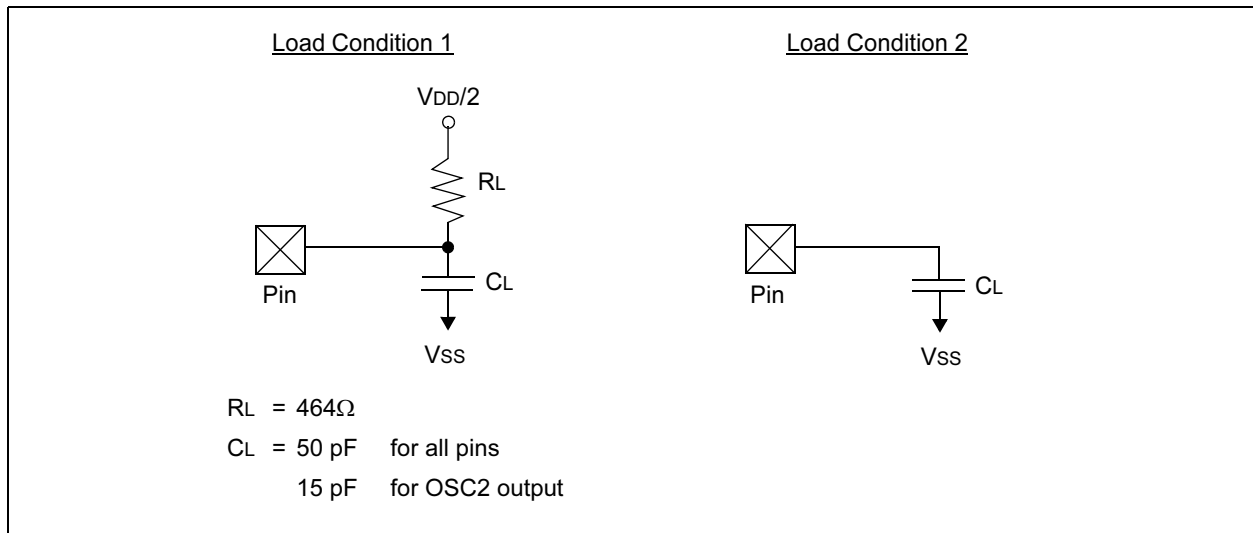 Load Condition 1
VDD/2
RL
Pin
CL
VSS
RL = 464Ω
CL = 50 pF for all pins
15 pF for OSC2 output
Load Condition 2
Pin
CL
VSS